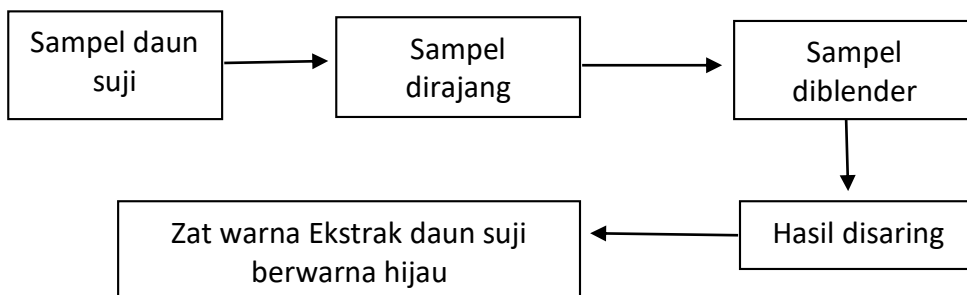 Sampel daun
suji
Sampel
dirajang
Sampel
diblender
Hasil disaring
Zat warna Ekstrak daun suji
berwarna hijau